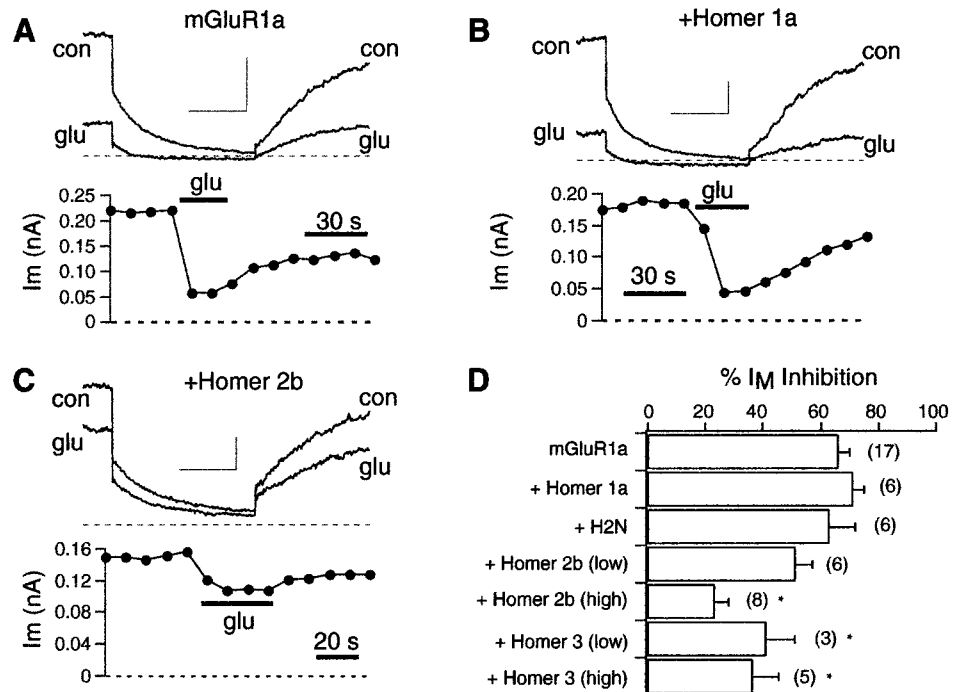 A
mGluR1a
con
con
glu
glu
Im (nA)
0.25
0.20
0.15
0.10
0.05
0
glu
30 s
B
+Homer 1a
con
con
glu
glu
Im (nA)
0.20
0.15
0.10
0.05
0
glu
30 s
C
+Homer 2b
con
con
glu
glu
Im (nA)
0.16
0.12
0.08
0.04
0
glu
20 s
D
% IM Inhibition
0 20 40 60 80 100
mGluR1a (17)
+ Homer 1a (6)
+ H2N (6)
+ Homer 2b (low) (6)
+ Homer 2b (high) (8) *
+ Homer 3 (low) (3) *
+ Homer 3 (high) (5) *